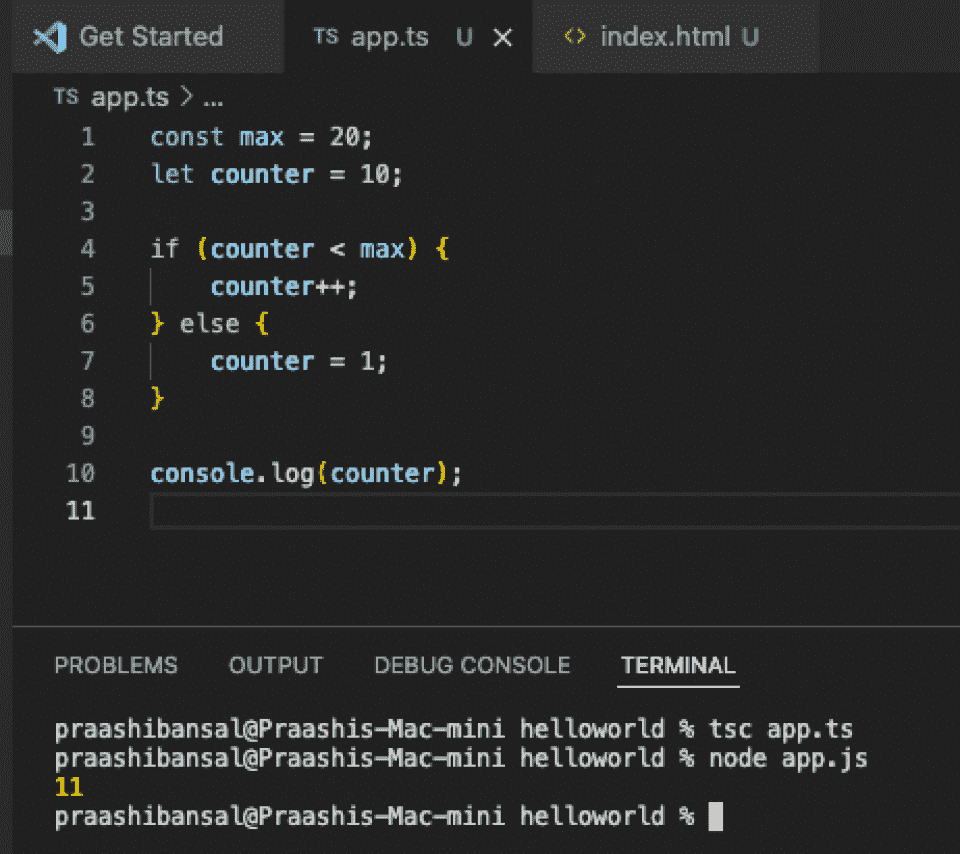 Get Started TS app.ts U × <> index.html U
TS app.ts > ...
1 const max = 20;
2 let counter = 10;
3
4 if (counter < max) {
5     counter++;
6 } else {
7     counter = 1;
8 }
9
10 console.log(counter);
11
PROBLEMS OUTPUT DEBUG CONSOLE TERMINAL
praashibansal@Praashis-Mac-mini helloworld % tsc app.ts
praashibansal@Praashis-Mac-mini helloworld % node app.js
11
praashibansal@Praashis-Mac-mini helloworld %